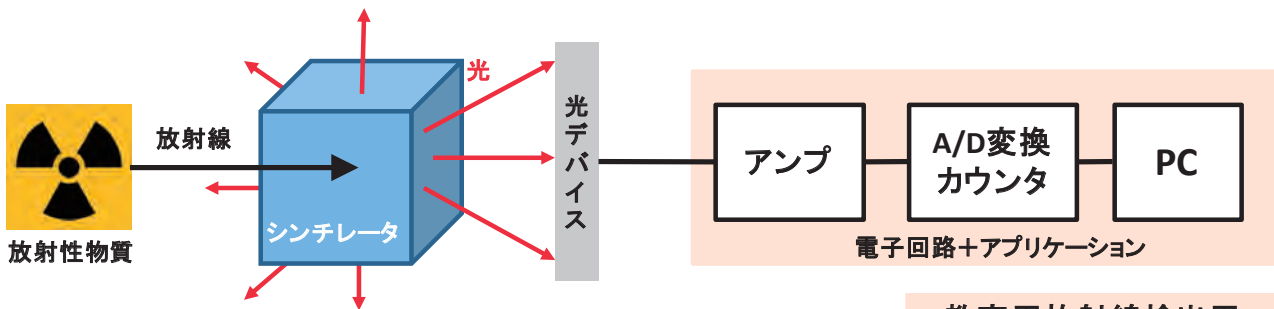 放射性物質
放射線
シンチレータ
光
光デバイス
アンプ
A/D変換
カウンタ
PC
電子回路＋アプリケーション